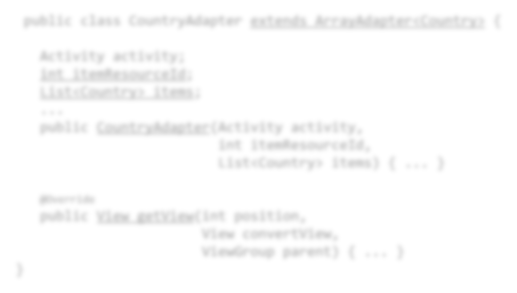 public class CountryAdapter extends ArrayAdapter<Country> {
Activity activity;
int itemResourceId;
List<Country> items;
...
public CountryAdapter(Activity activity,
int itemResourceId,
List<Country> items) { ... }
@Override
public View getView(int position,
View convertView,
ViewGroup parent) { ... }
}